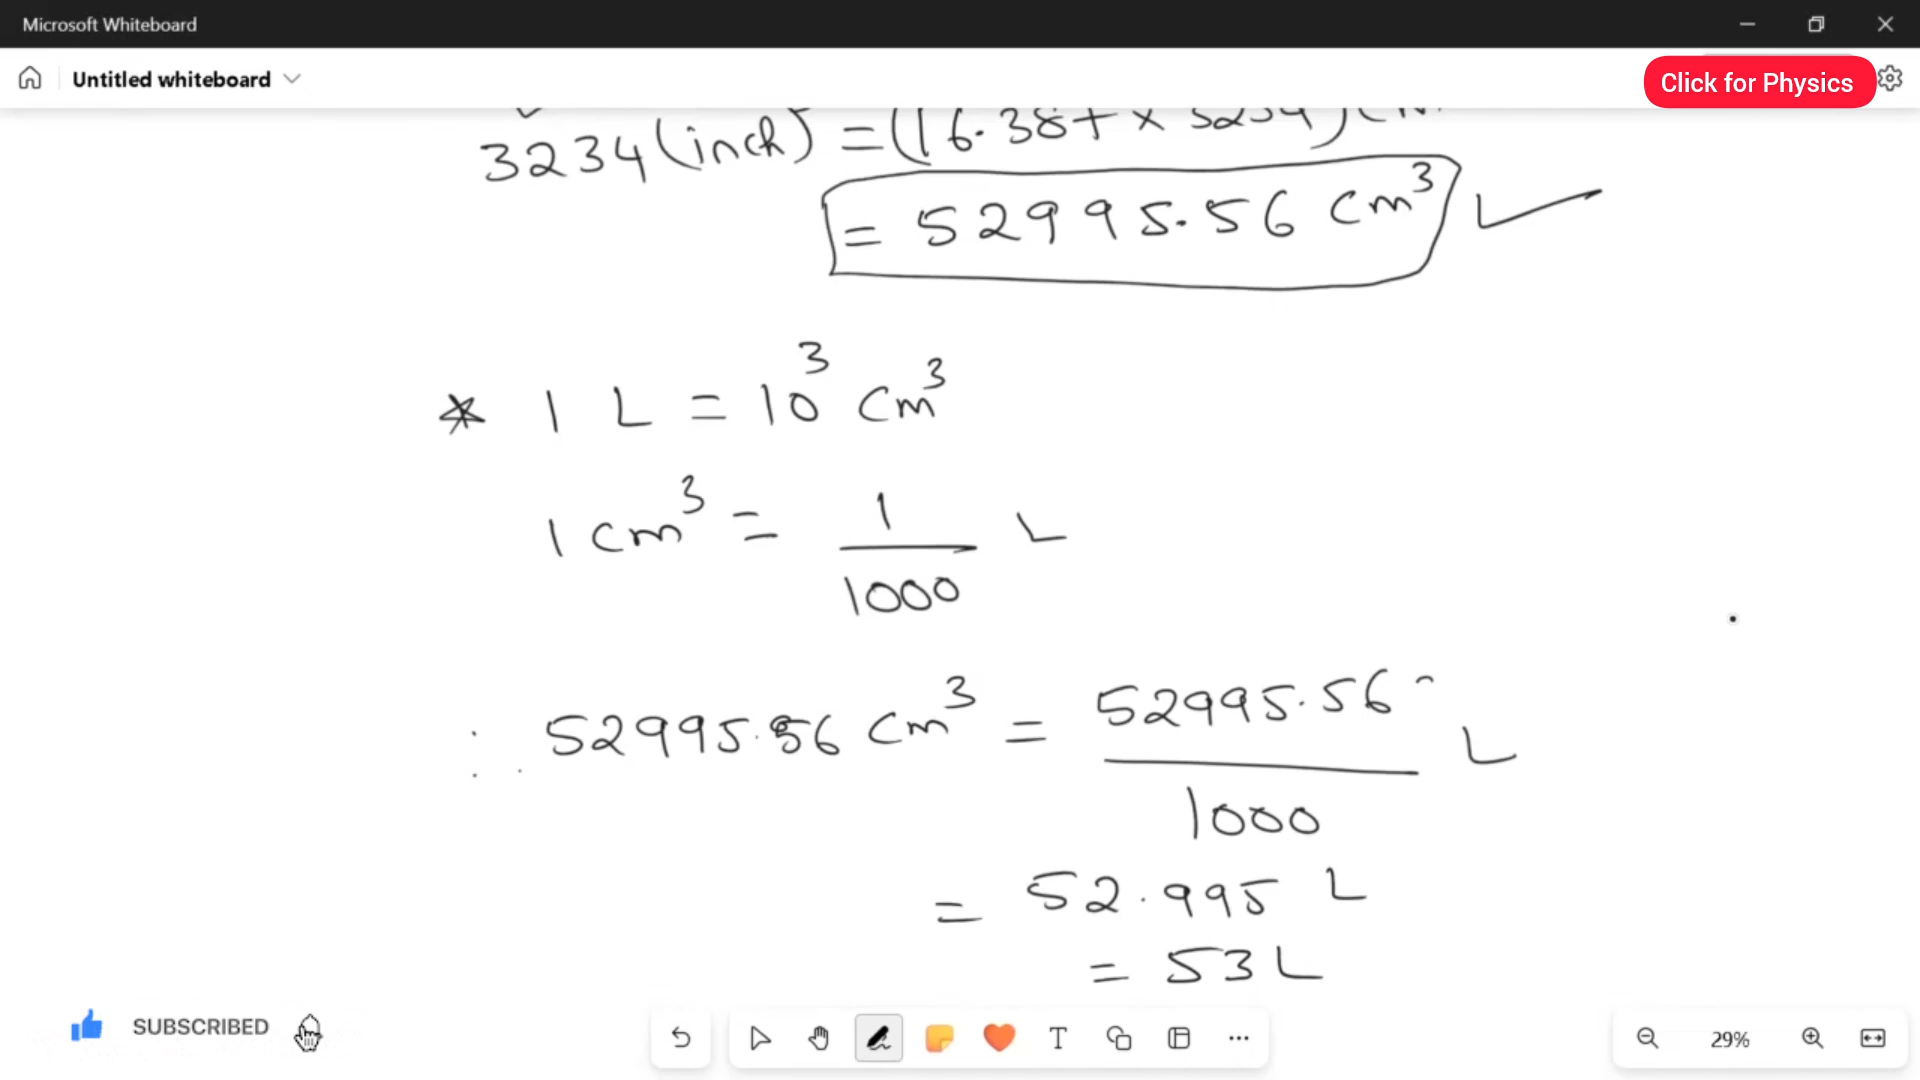 Microsoft Whiteboard
Untitled whiteboard
Click for Physics
3234 (inch)³ = (16.387 × 3234) cm³
= 52995.56 cm³ ✓
* 1 L = 10³ cm³
1 cm³ = 1/1000 L
∴ 52995.56 cm³ = 52995.56/1000 L
= 52.995 L
= 53 L
SUBSCRIBED
T
29%